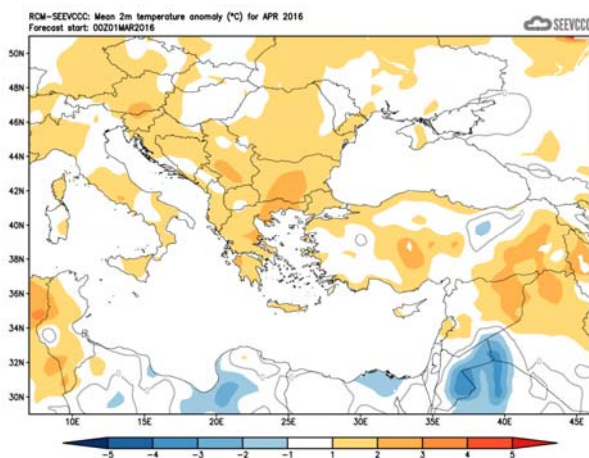 RCM-SEEVCCC: Mean 2m temperature anomaly (°C) for APR 2016
Forecast start: 00Z01MAR2016
SEEVCCC
50N
48N
46N
44N
42N
40N
38N
36N
34N
32N
30N
10E 15E 20E 25E 30E 35E 40E 45E
-5 -4 -3 -2 -1 1 2 3 4 5